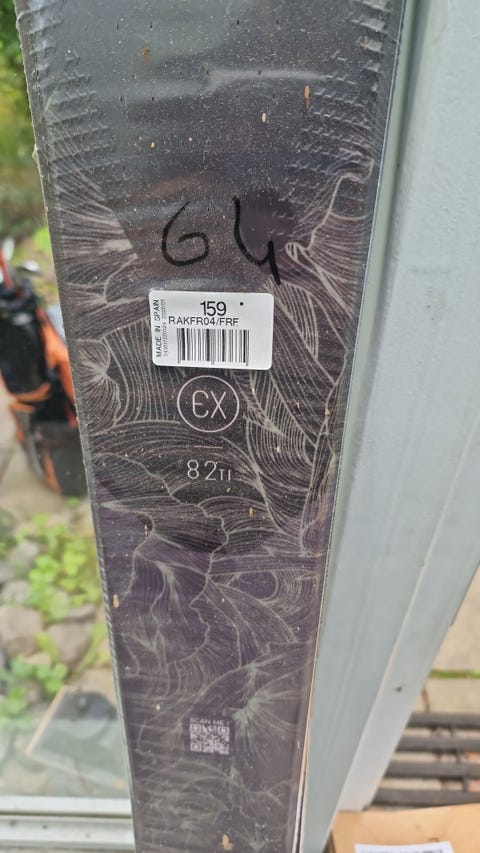 64
159
RAKFR04/FRF
MADE IN SPAIN
EX
82TI
SCAN ME !